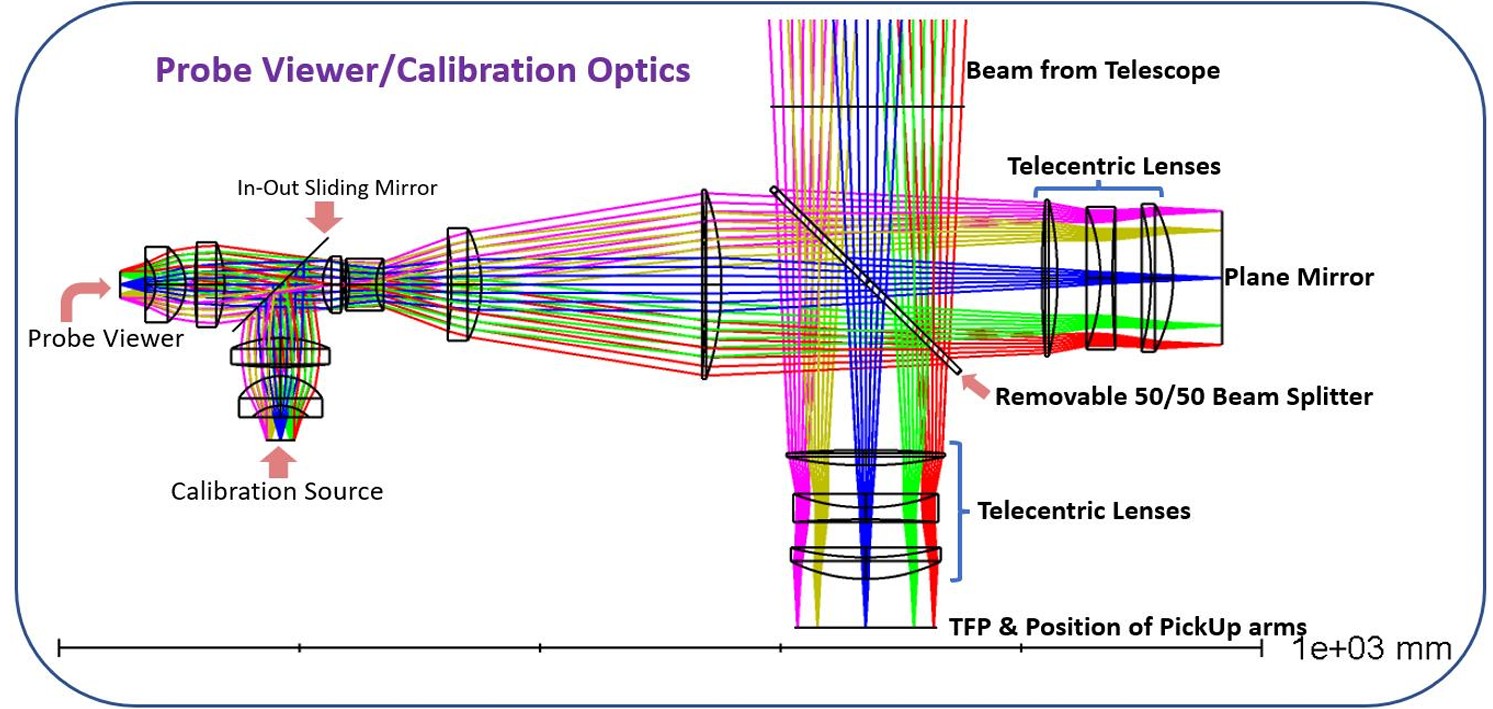 Probe Viewer/Calibration Optics
Beam from Telescope
Telecentric Lenses
In-Out Sliding Mirror
Plane Mirror
Probe Viewer
Removable 50/50 Beam Splitter
Calibration Source
Telecentric Lenses
TFP & Position of PickUp arms
1e+03 mm